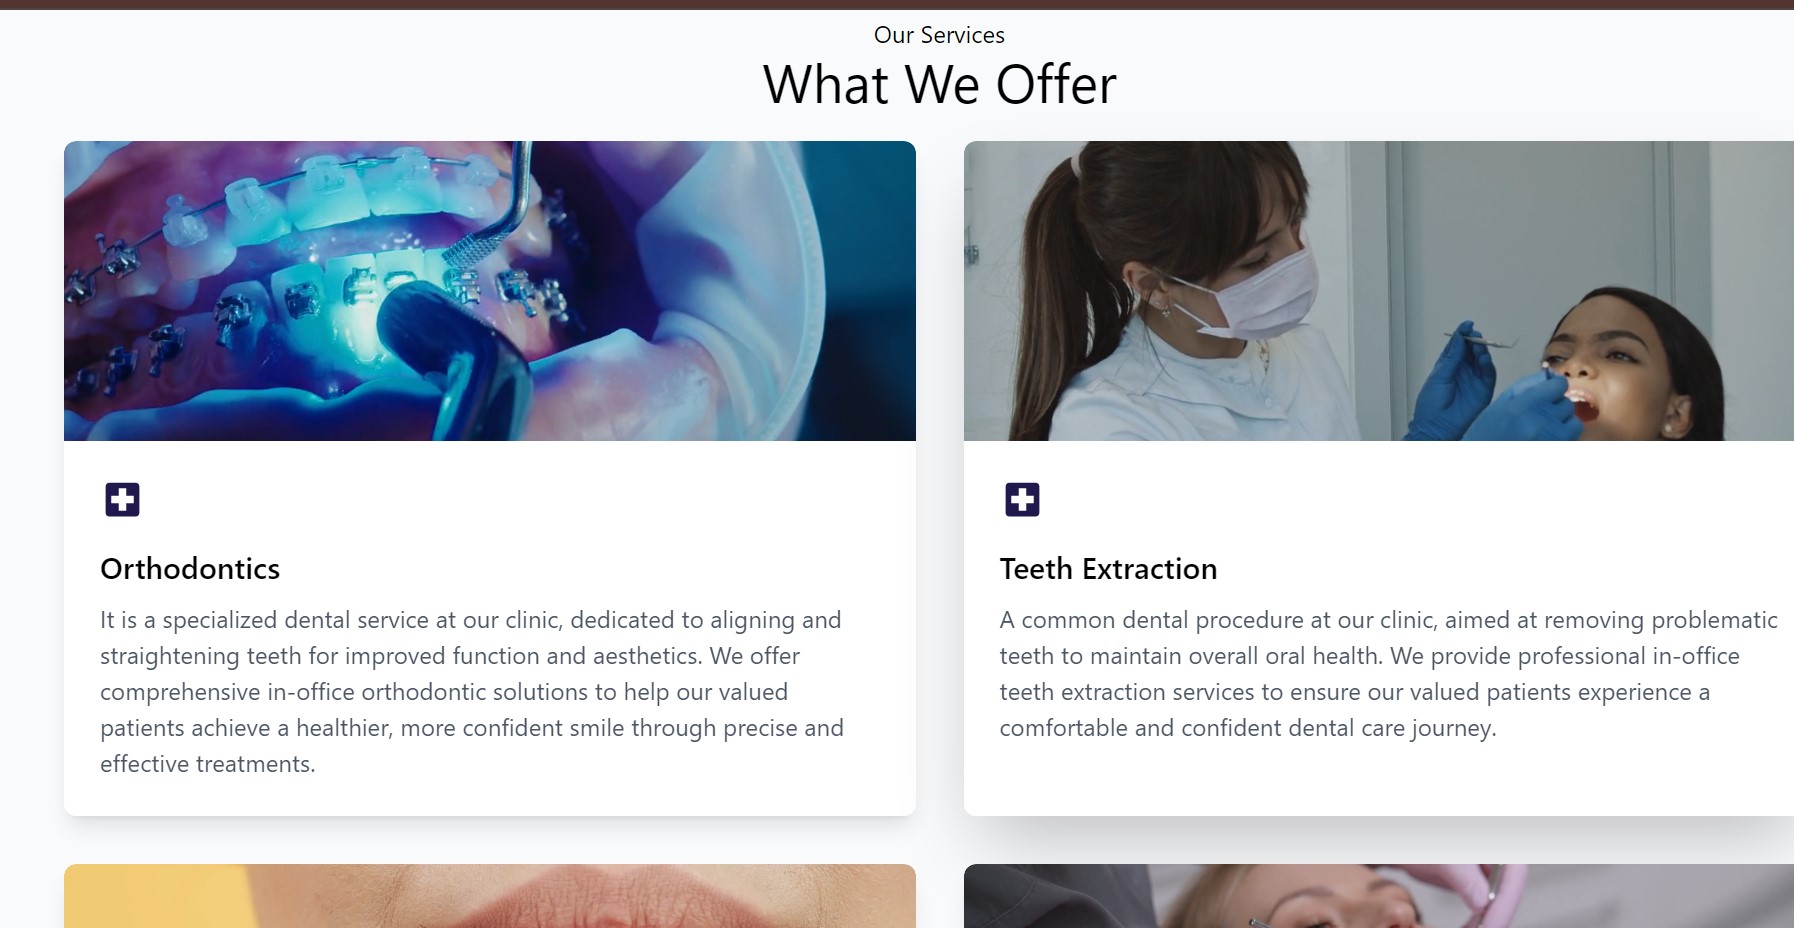 Our Services
What We Offer
Orthodontics
It is a specialized dental service at our clinic, dedicated to aligning and
straightening teeth for improved function and aesthetics. We offer
comprehensive in-office orthodontic solutions to help our valued
patients achieve a healthier, more confident smile through precise and
effective treatments.
Teeth Extraction
A common dental procedure at our clinic, aimed at removing problematic
teeth to maintain overall oral health. We provide professional in-office
teeth extraction services to ensure our valued patients experience a
comfortable and confident dental care journey.